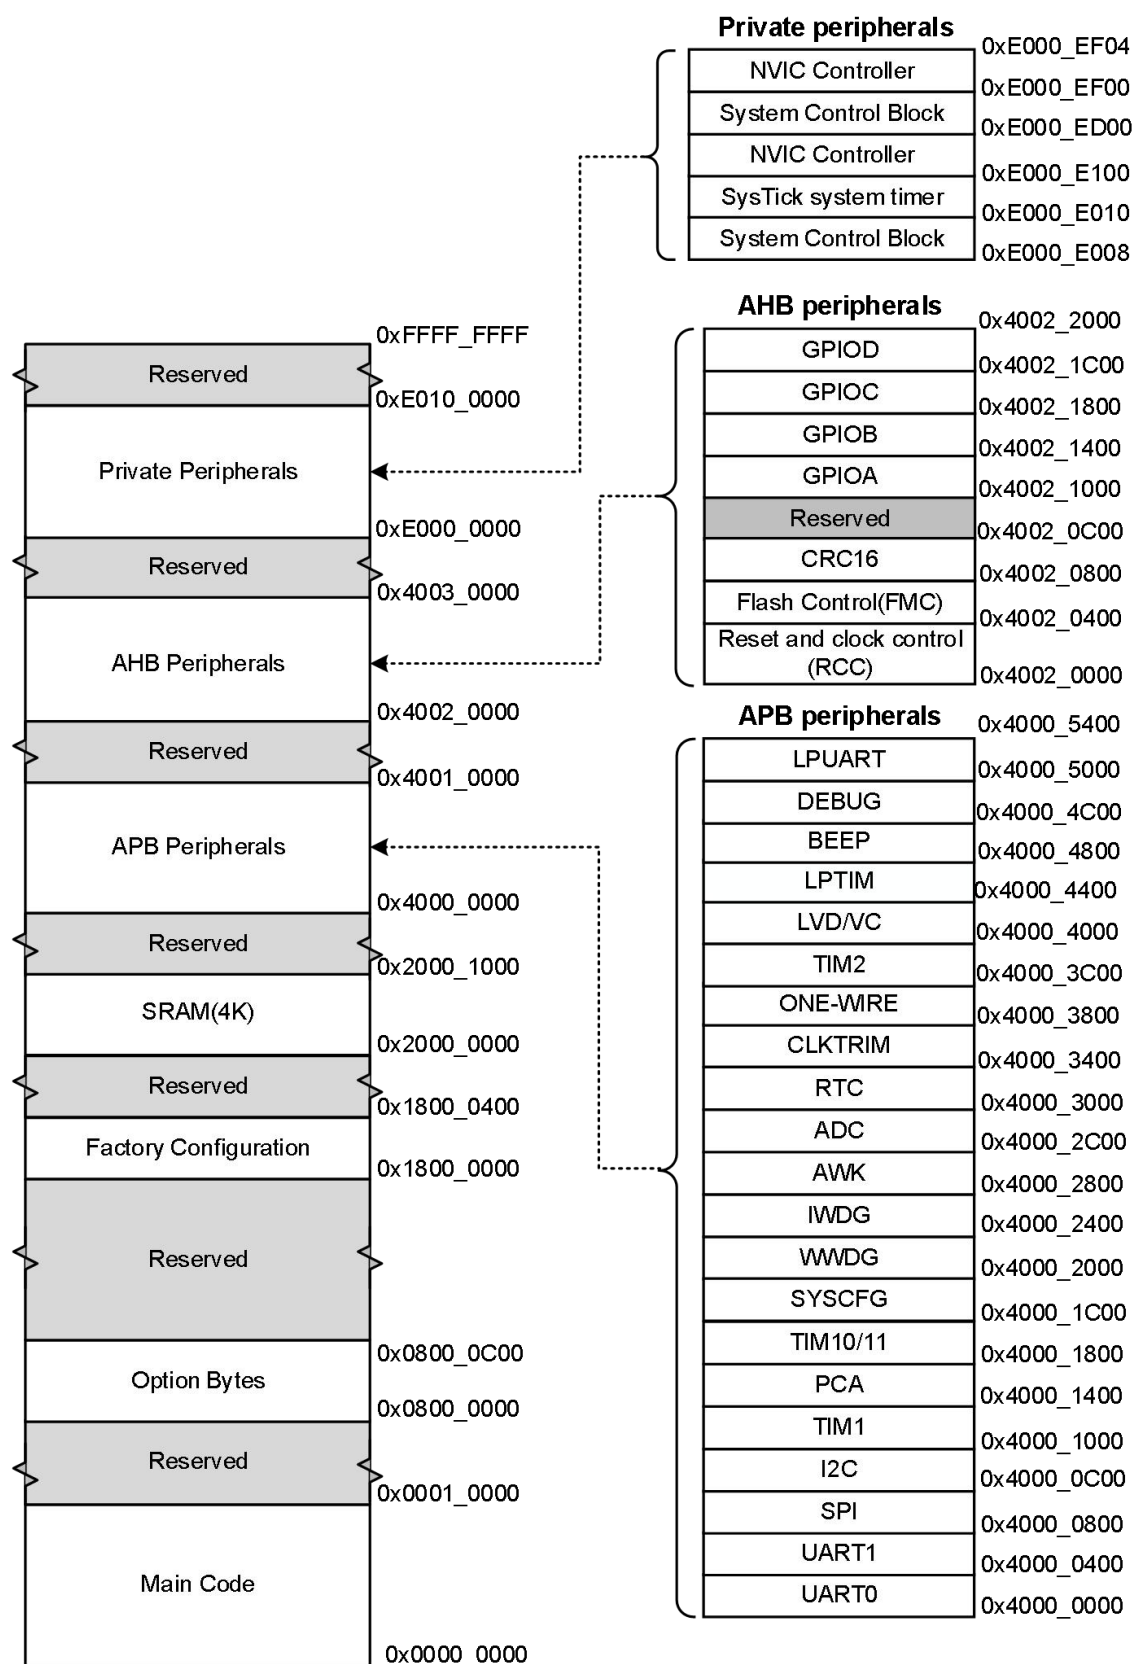 Private peripherals
0xE000_EF04
NVIC Controller
0xE000_EF00
System Control Block
0xE000_ED00
NVIC Controller
0xE000_E100
SysTick system timer
0xE000_E010
System Control Block
0xE000_E008
AHB peripherals
0x4002_2000
GPIOD
0x4002_1C00
GPIOC
0x4002_1800
GPIOB
0x4002_1400
GPIOA
0x4002_1000
Reserved
0x4002_0C00
CRC16
0x4002_0800
Flash Control(FMC)
0x4002_0400
Reset and clock control
(RCC)
0x4002_0000
APB peripherals
0x4000_5400
LPUART
0x4000_5000
DEBUG
0x4000_4C00
BEEP
0x4000_4800
LPTIM
0x4000_4400
LVD/VC
0x4000_4000
TIM2
0x4000_3C00
ONE-WIRE
0x4000_3800
CLKTRIM
0x4000_3400
RTC
0x4000_3000
ADC
0x4000_2C00
AWK
0x4000_2800
IWDG
0x4000_2400
WWDG
0x4000_2000
SYSCFG
0x4000_1C00
TIM10/11
0x4000_1800
PCA
0x4000_1400
TIM1
0x4000_1000
I2C
0x4000_0C00
SPI
0x4000_0800
UART1
0x4000_0400
UART0
0x4000_0000
0xFFFF_FFFF
Reserved
0xE010_0000
Private Peripherals
0xE000_0000
Reserved
0x4003_0000
AHB Peripherals
0x4002_0000
Reserved
0x4001_0000
APB Peripherals
0x4000_0000
Reserved
0x2000_1000
SRAM(4K)
0x2000_0000
Reserved
0x1800_0400
Factory Configuration
0x1800_0000
Reserved
0x0800_0C00
Option Bytes
0x0800_0000
Reserved
0x0001_0000
Main Code
0x0000_0000